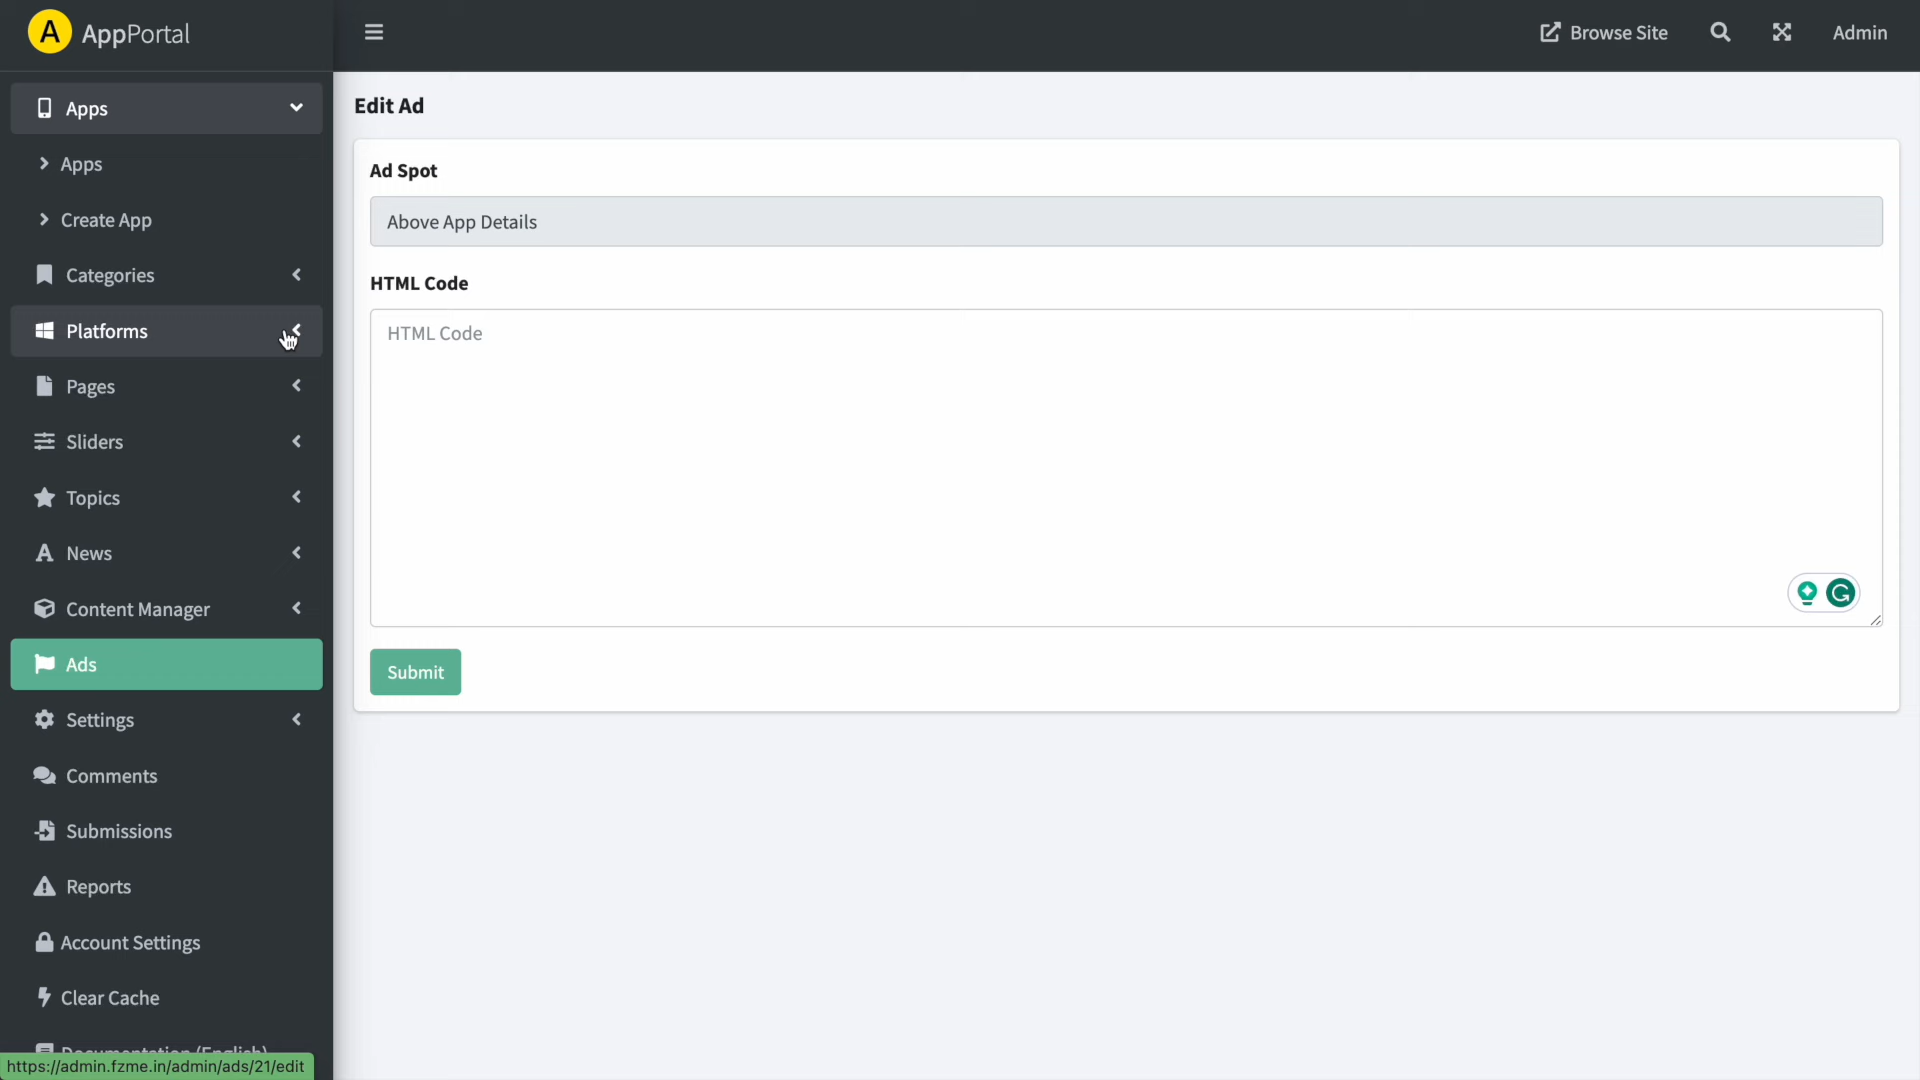 A AppPortal
Browse Site
Admin
Apps
Apps
Create App
Categories
Platforms
Pages
Sliders
Topics
A News
Content Manager
Ads
Settings
Comments
Submissions
Reports
Account Settings
Clear Cache
Documentation (English)
https://admin.fzme.in/admin/ads/21/edit
Edit Ad
Ad Spot
Above App Details
HTML Code
HTML Code
G
Submit